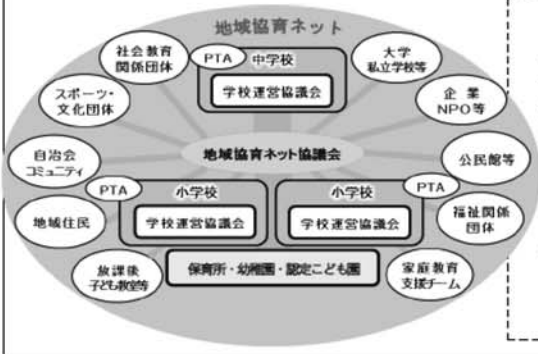 地域協育ネット
社会教育
関係団体
PTA
中学校
学校運営協議会
大学
私立学校等
スポーツ・
文化団体
企業
NPO等
自治会
コミュニティ
地域協育ネット協議会
公民館等
PTA
小学校
学校運営協議会
小学校
学校運営協議会
PTA
地域住民
福祉関係
団体
放課後
子ども教室等
保育所・幼稚園・認定こども園
家庭教育
支援チーム